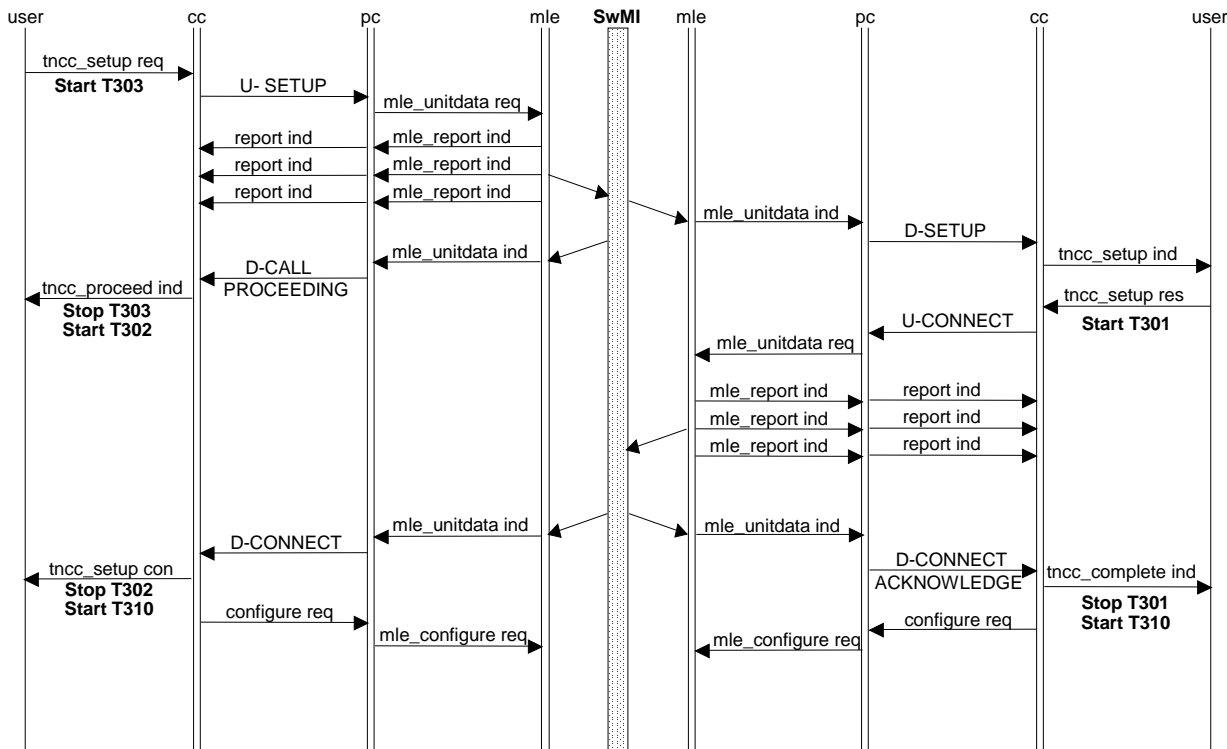 user cc pc mle SwMI mle pc cc user
tncc_setup req
Start T303
U- SETUP
mle_unitdata req
report ind mle_report ind
report ind mle_report ind
report ind mle_report ind
mle_unitdata ind
D-SETUP
mle_unitdata ind
tncc_setup ind
D-CALL
PROCEEDING
tncc_proceed ind
Stop T303
Start T302
tncc_setup res
Start T301
U-CONNECT
mle_unitdata req
mle_report ind report ind
mle_report ind report ind
mle_report ind report ind
mle_unitdata ind mle_unitdata ind
D-CONNECT
D-CONNECT
ACKNOWLEDGE
tncc_setup con
Stop T302
Start T310
tncc_complete ind
Stop T301
Start T310
configure req configure req
mle_configure req mle_configure req